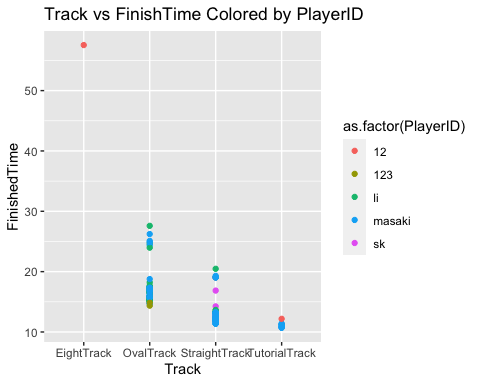 Track vs FinishTime Colored by PlayerID
FinishedTime
50
40
30
20
10
EightTrack OvalTrack StraightTrack TutorialTrack
Track
as.factor(PlayerID)
12
123
li
masaki
sk